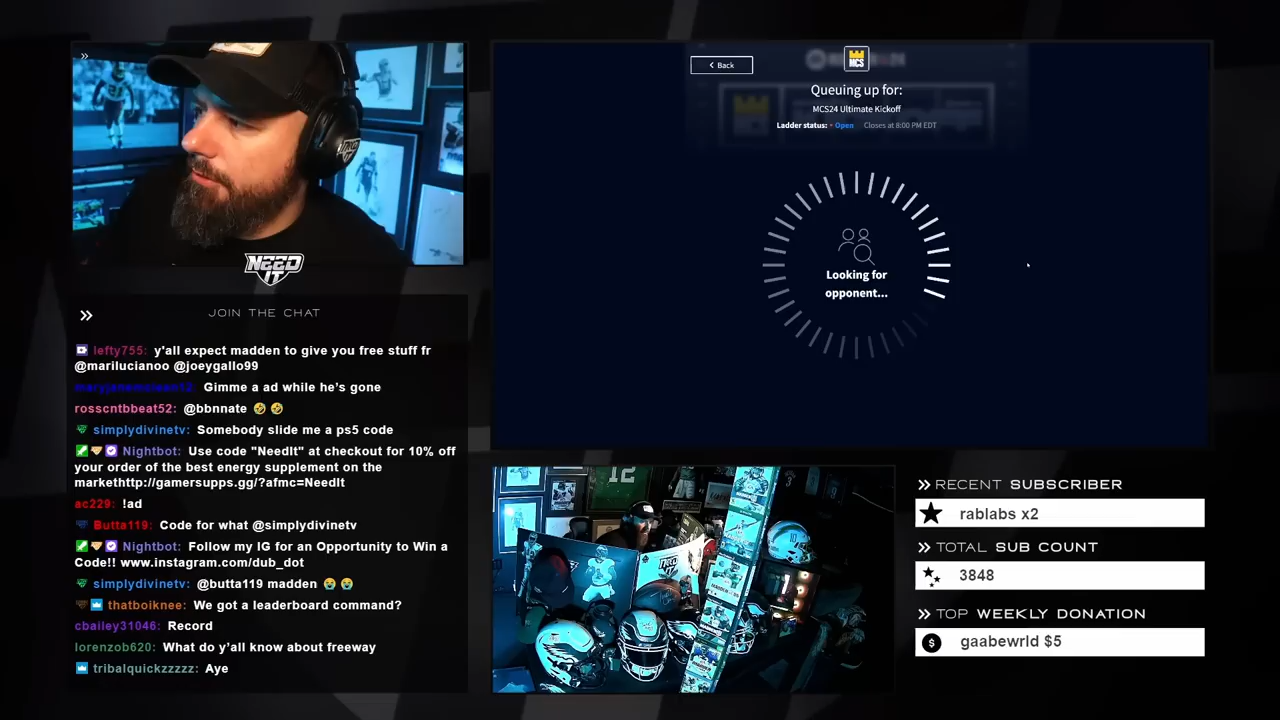 Back
MCS
Queuing up for:
MCS24 Ultimate Kickoff
Ladder status: • Open Closes at 8:00 PM EDT
Looking for
opponent...
NEED
IT
JOIN THE CHAT
lefty755: y'all expect madden to give you free stuff fr
@marilucianoo @joeygallo99
Gimme a ad while he's gone
rosscntbbeat52: @bbnnate 🤣 🤣
simplydivinetv: Somebody slide me a ps5 code
Nightbot: Use code "NeedIt" at checkout for 10% off
your order of the best energy supplement on the
markethttp://gamersupps.gg/?afmc=NeedIt
ac229: !ad
Butta119: Code for what @simplydivinetv
Nightbot: Follow my IG for an Opportunity to Win a
Code!! www.instagram.com/dub_dot
simplydivinetv: @butta119 madden 😭 😭
thatboiknee: We got a leaderboard command?
cbailey31046: Record
lorenzob620: What do y'all know about freeway
tribalquickzzzzz: Aye
12
RECENT SUBSCRIBER
rablabs x2
TOTAL SUB COUNT
3848
TOP WEEKLY DONATION
gaabewrld $5